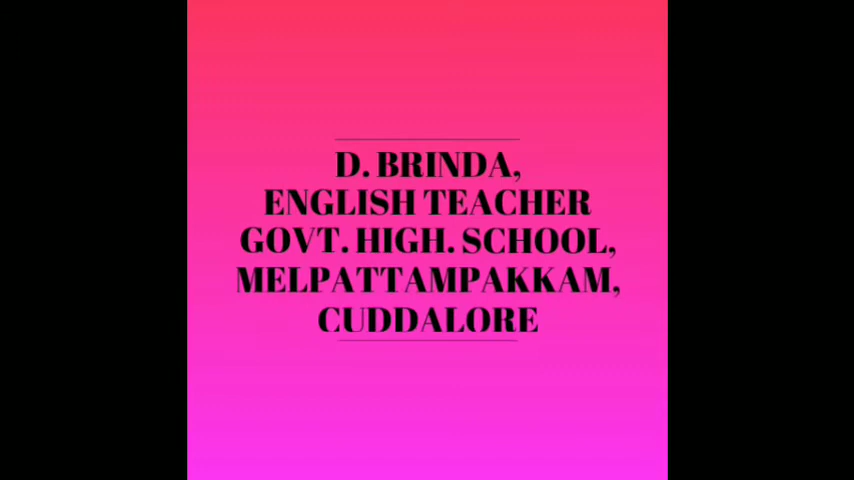 D. BRINDA,
ENGLISH TEACHER
GOVT. HIGH. SCHOOL,
MELPATTAMPAKKAM,
CUDDALORE